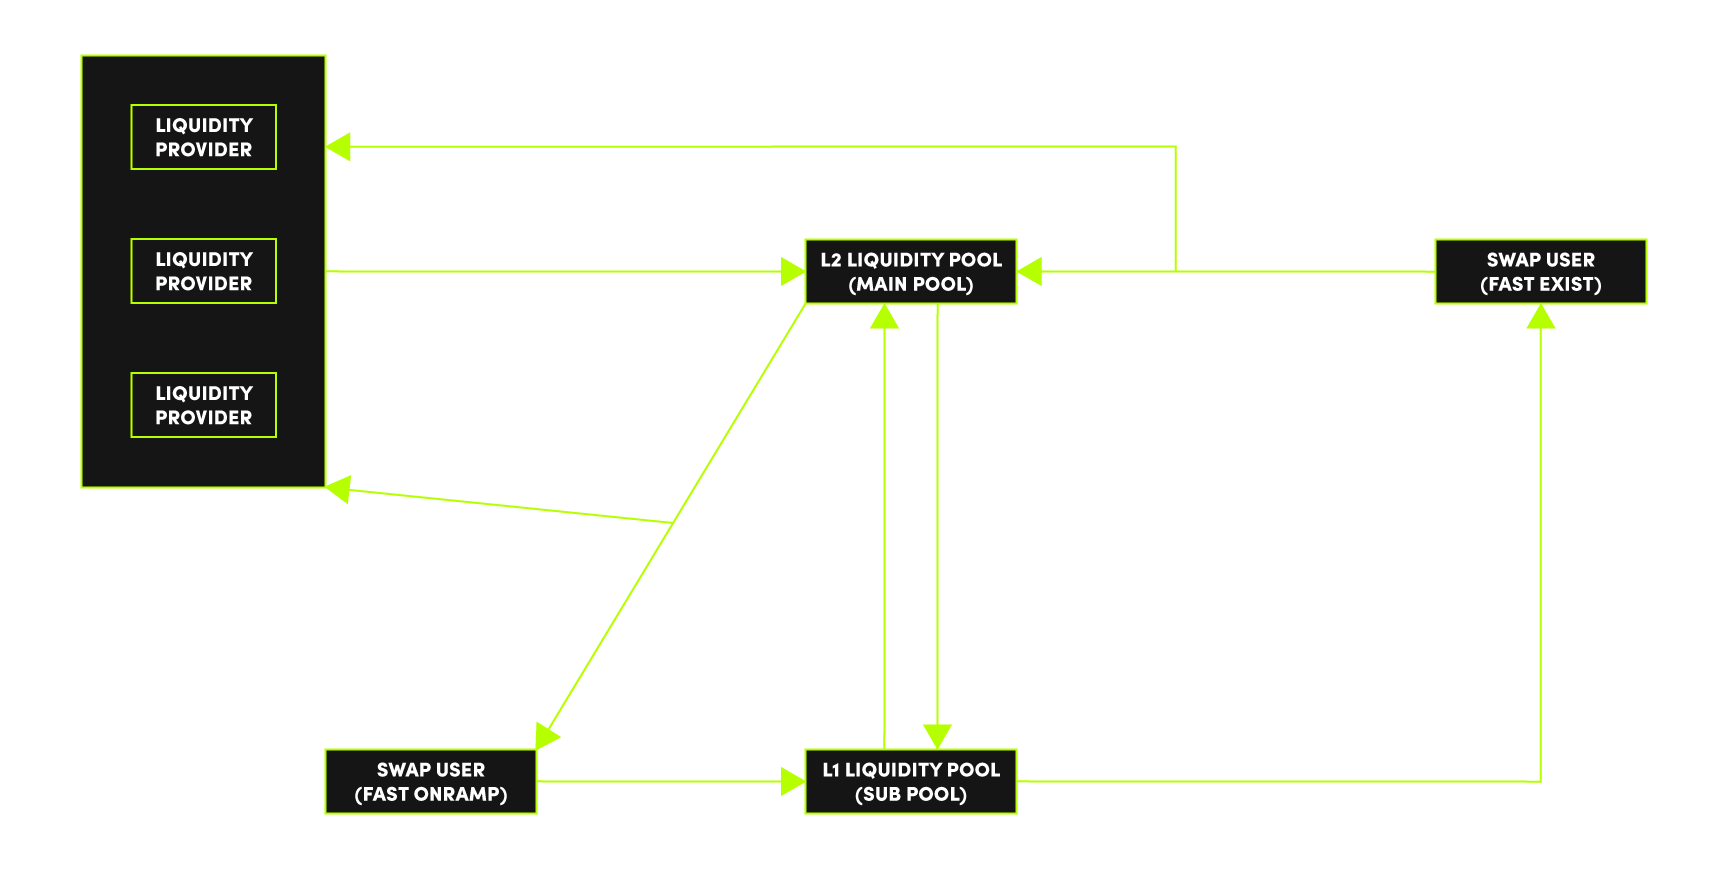 LIQUIDITY
PROVIDER
LIQUIDITY
PROVIDER
LIQUIDITY
PROVIDER
L2 LIQUIDITY POOL
(MAIN POOL)
SWAP USER
(FAST EXIST)
SWAP USER
(FAST ONRAMP)
L1 LIQUIDITY POOL
(SUB POOL)